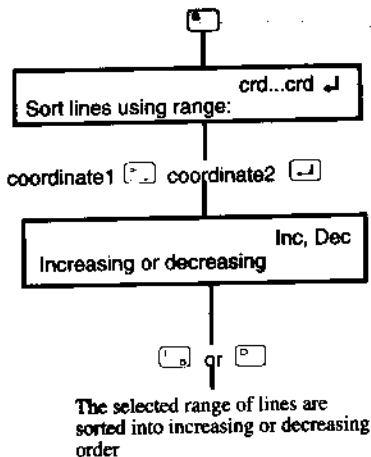 crd...crd ↵
Sort lines using range:
coordinate1 > . coordinate2 ↵
Inc, Dec
Increasing or decreasing
I or D
The selected range of lines are
sorted into increasing or decreasing
order